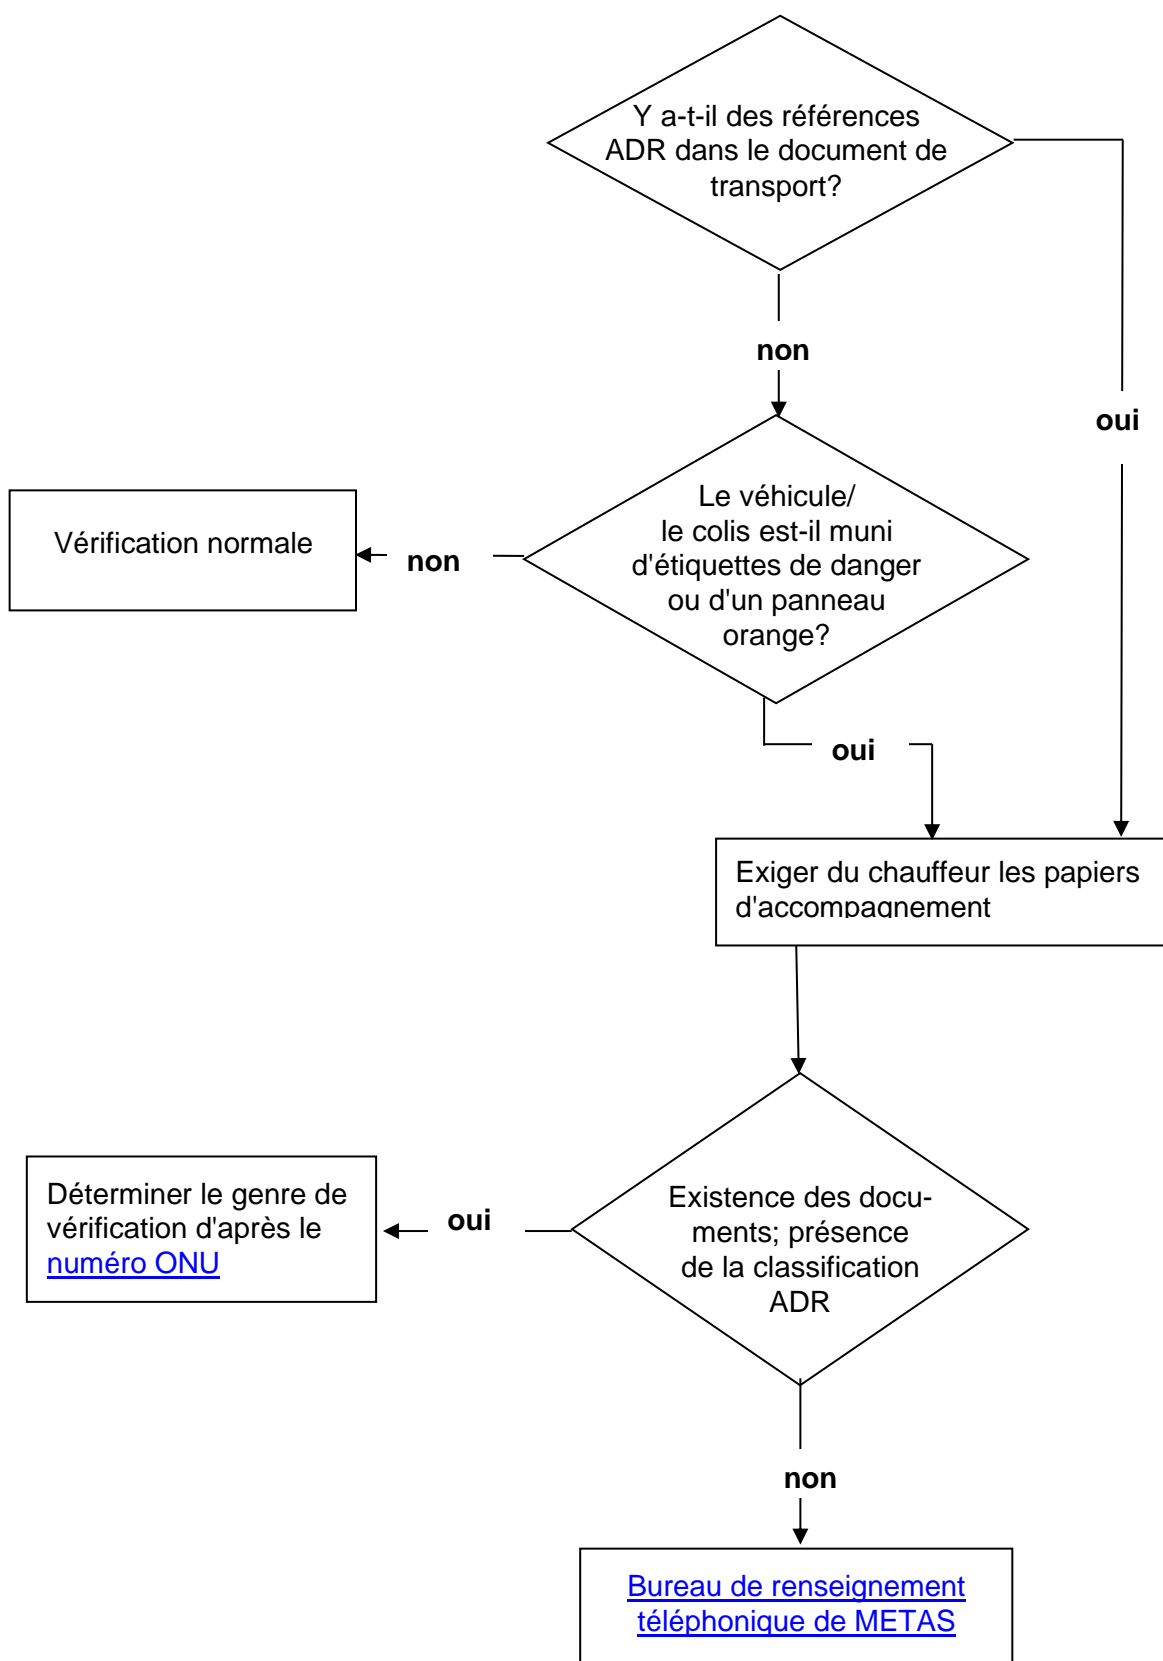 Y a-t-il des références
ADR dans le document de
transport?
non
oui
Le véhicule/
le colis est-il muni
d'étiquettes de danger
ou d'un panneau
orange?
non
Vérification normale
oui
Exiger du chauffeur les papiers
d'accompagnement
Existence des docu-
ments; présence
de la classification
ADR
oui
Déterminer le genre de
vérification d'après le
numéro ONU
non
Bureau de renseignement
téléphonique de METAS